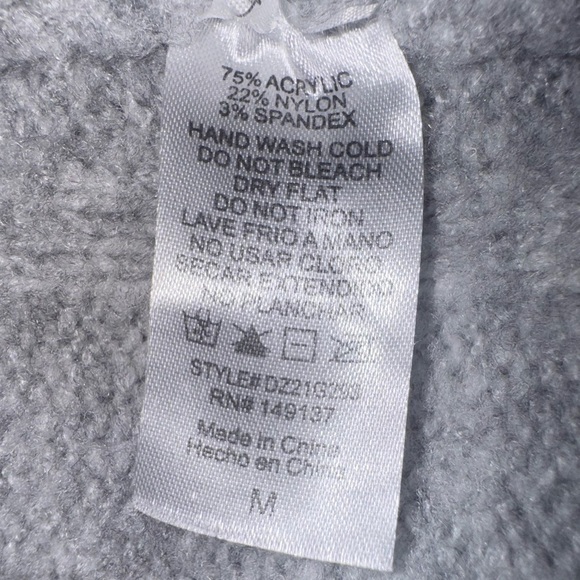 75% ACRYLIC
22% NYLON
3% SPANDEX
HAND WASH COLD
DO NOT BLEACH
DRY FLAT
DO NOT IRON
LAVE FRIO A MANO
NO USAR CLORO
SECAR EXTENDIDO
NO PLANCHAR
STYLE# DZ21G293
RN# 149137
Made in China
Hecho en China
M